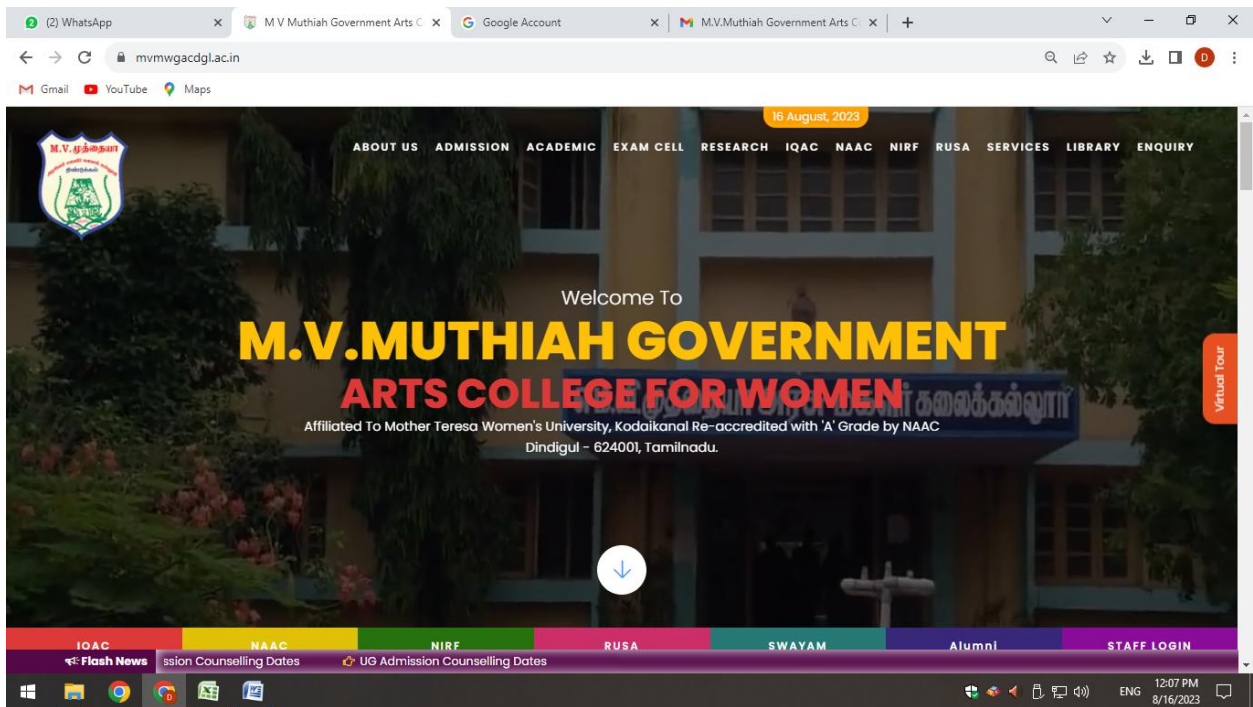 (2) WhatsApp
M V Muthiah Government Arts C
Google Account
M.V.Muthiah Government Arts Co
mvmwgacdgl.ac.in
Gmail
YouTube
Maps
16 August, 2023
M.V.முத்தையா
ABOUT US ADMISSION ACADEMIC EXAM CELL RESEARCH IQAC NAAC NIRF RUSA SERVICES LIBRARY ENQUIRY
Welcome To
M.V.MUTHIAH GOVERNMENT
ARTS COLLEGE FOR WOMEN
கலைக்கல்லூரி
Affiliated To Mother Teresa Women's University, Kodaikanal Re-accredited with 'A' Grade by NAAC
Dindigul - 624001, Tamilnadu.
Virtual Tour
IQAC NAAC NIRF RUSA SWAYAM Alumni STAFF LOGIN
Flash News ssion Counselling Dates UG Admission Counselling Dates
ENG
12:07 PM
8/16/2023